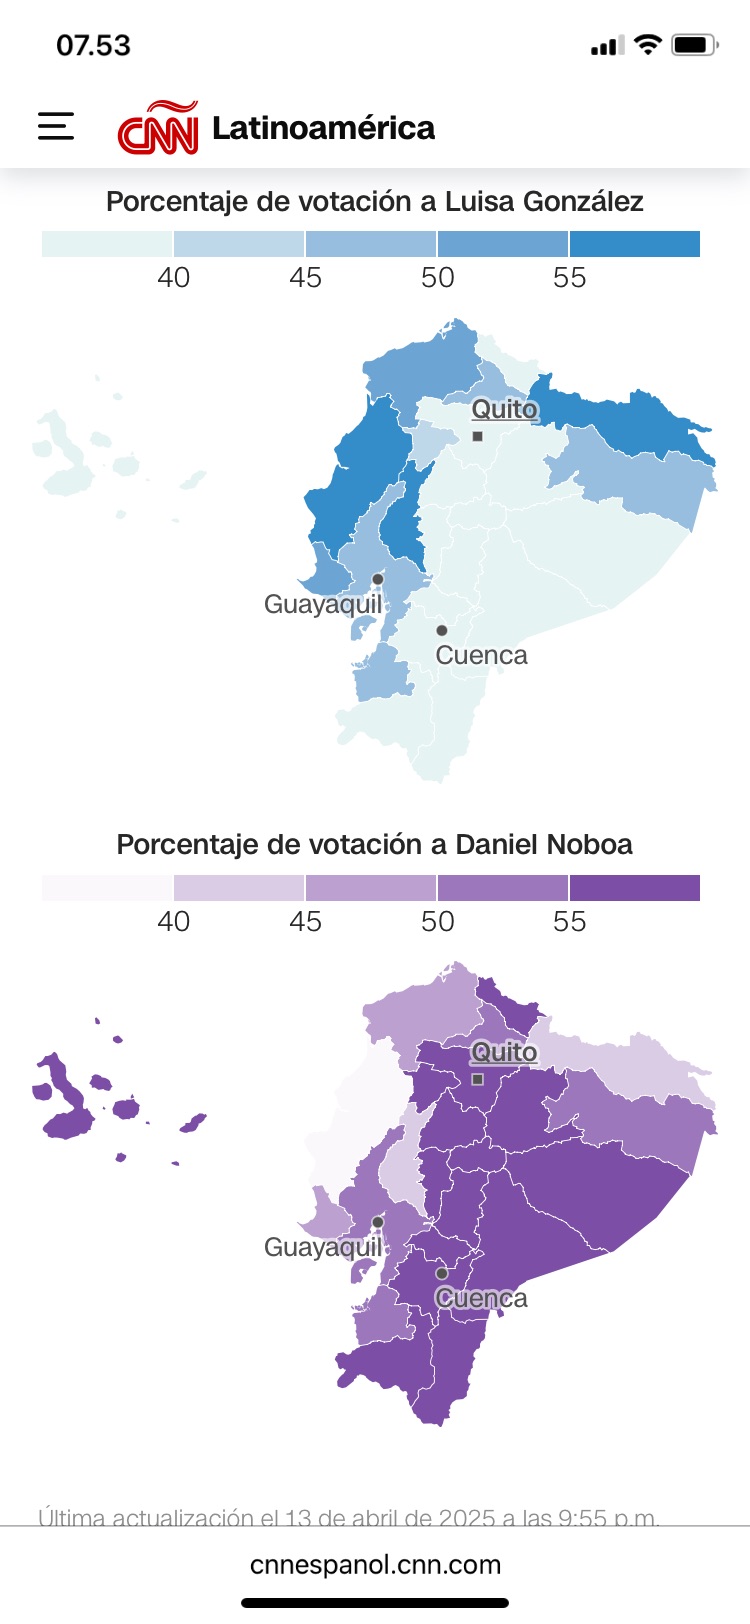 07.53
CNN Latinoamérica
Porcentaje de votación a Luisa González
40 45 50 55
Quito
Guayaquil
Cuenca
Porcentaje de votación a Daniel Noboa
40 45 50 55
Quito
Guayaquil
Cuenca
Última actualización el 13 de abril de 2025 a las 9:55 p.m.
cnnespanol.cnn.com